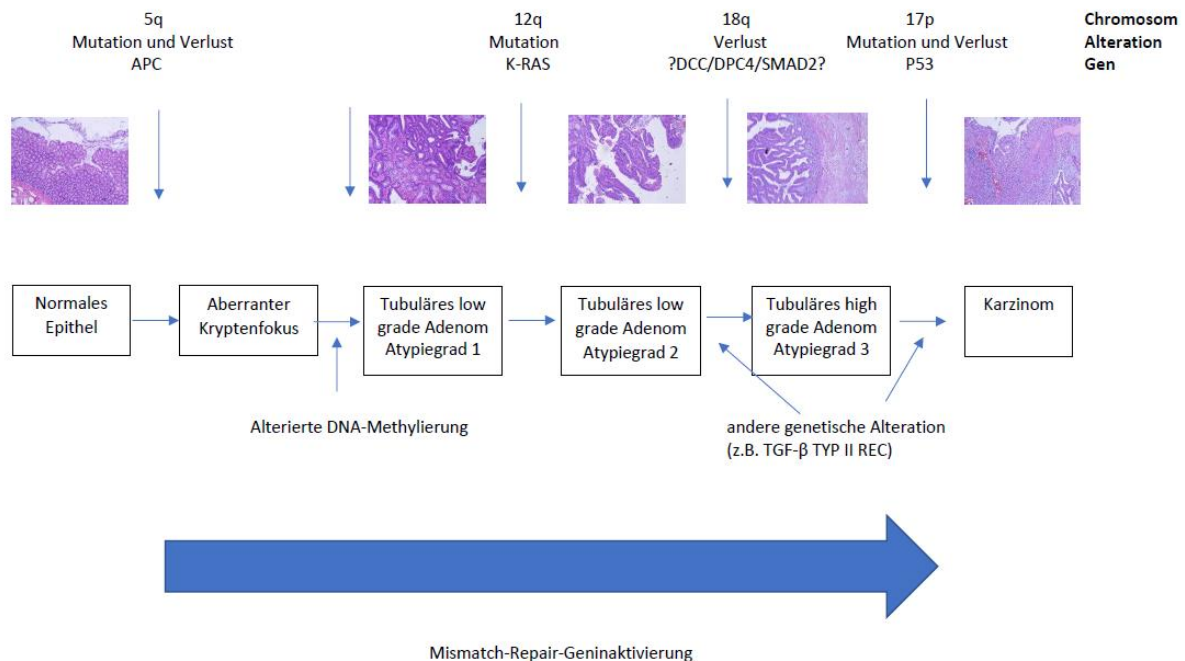 5q
Mutation und Verlust
APC
12q
Mutation
K-RAS
18q
Verlust
?DCC/DPC4/SMAD2?
17p
Mutation und Verlust
P53
Chromosom
Alteration
Gen
Normales
Epithel
Aberranter
Kryptenfokus
Tubuläres low
grade Adenom
Atypiegrad 1
Tubuläres low
grade Adenom
Atypiegrad 2
Tubuläres high
grade Adenom
Atypiegrad 3
Karzinom
Alterierte DNA-Methylierung
andere genetische Alteration
(z.B. TGF-β TYP II REC)
Mismatch-Repair-Geninaktivierung